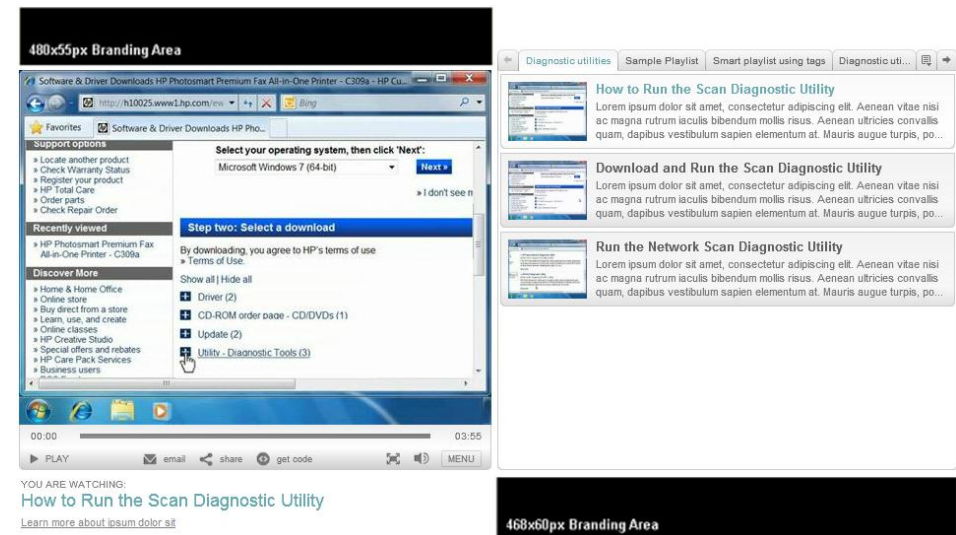 480x55px Branding Area
Software & Driver Downloads HP Photosmart Premium Fax All-in-One Printer - C309a - HP Cu...
http://h10025.www1.hp.com/ew
Bing
Favorites
Software & Driver Downloads HP Pho...
Support options
» Locate another product
» Check Warranty Status
» Register your product
» HP Total Care
» Order parts
» Check Repair Order
Recently viewed
» HP Photosmart Premium Fax
All-in-One Printer - C309a
Discover More
» Home & Home Office
» Online store
» Buy direct from a store
» Learn, use, and create
» Online classes
» HP Creative Studio
» Special offers and rebates
» HP Care Pack Services
» Business users
Select your operating system, then click 'Next':
Microsoft Windows 7 (64-bit)
Next »
» I don't see n
Step two: Select a download
By downloading, you agree to HP's terms of use
» Terms of Use.
Show all | Hide all
Driver (2)
CD-ROM order page - CD/DVDs (1)
Update (2)
Utility - Diagnostic Tools (3)
00:00
03:55
PLAY
email
share
get code
MENU
YOU ARE WATCHING:
How to Run the Scan Diagnostic Utility
Learn more about ipsum dolor sit
Diagnostic utilities
Sample Playlist
Smart playlist using tags
Diagnostic uti...
How to Run the Scan Diagnostic Utility
Lorem ipsum dolor sit amet, consectetur adipiscing elit. Aenean vitae nisi
ac magna rutrum iaculis bibendum mollis risus. Aenean ultricies convallis
quam, dapibus vestibulum sapien elementum at. Mauris augue turpis, po...
Download and Run the Scan Diagnostic Utility
Lorem ipsum dolor sit amet, consectetur adipiscing elit. Aenean vitae nisi
ac magna rutrum iaculis bibendum mollis risus. Aenean ultricies convallis
quam, dapibus vestibulum sapien elementum at. Mauris augue turpis, po...
Run the Network Scan Diagnostic Utility
Lorem ipsum dolor sit amet, consectetur adipiscing elit. Aenean vitae nisi
ac magna rutrum iaculis bibendum mollis risus. Aenean ultricies convallis
quam, dapibus vestibulum sapien elementum at. Mauris augue turpis, po...
468x60px Branding Area